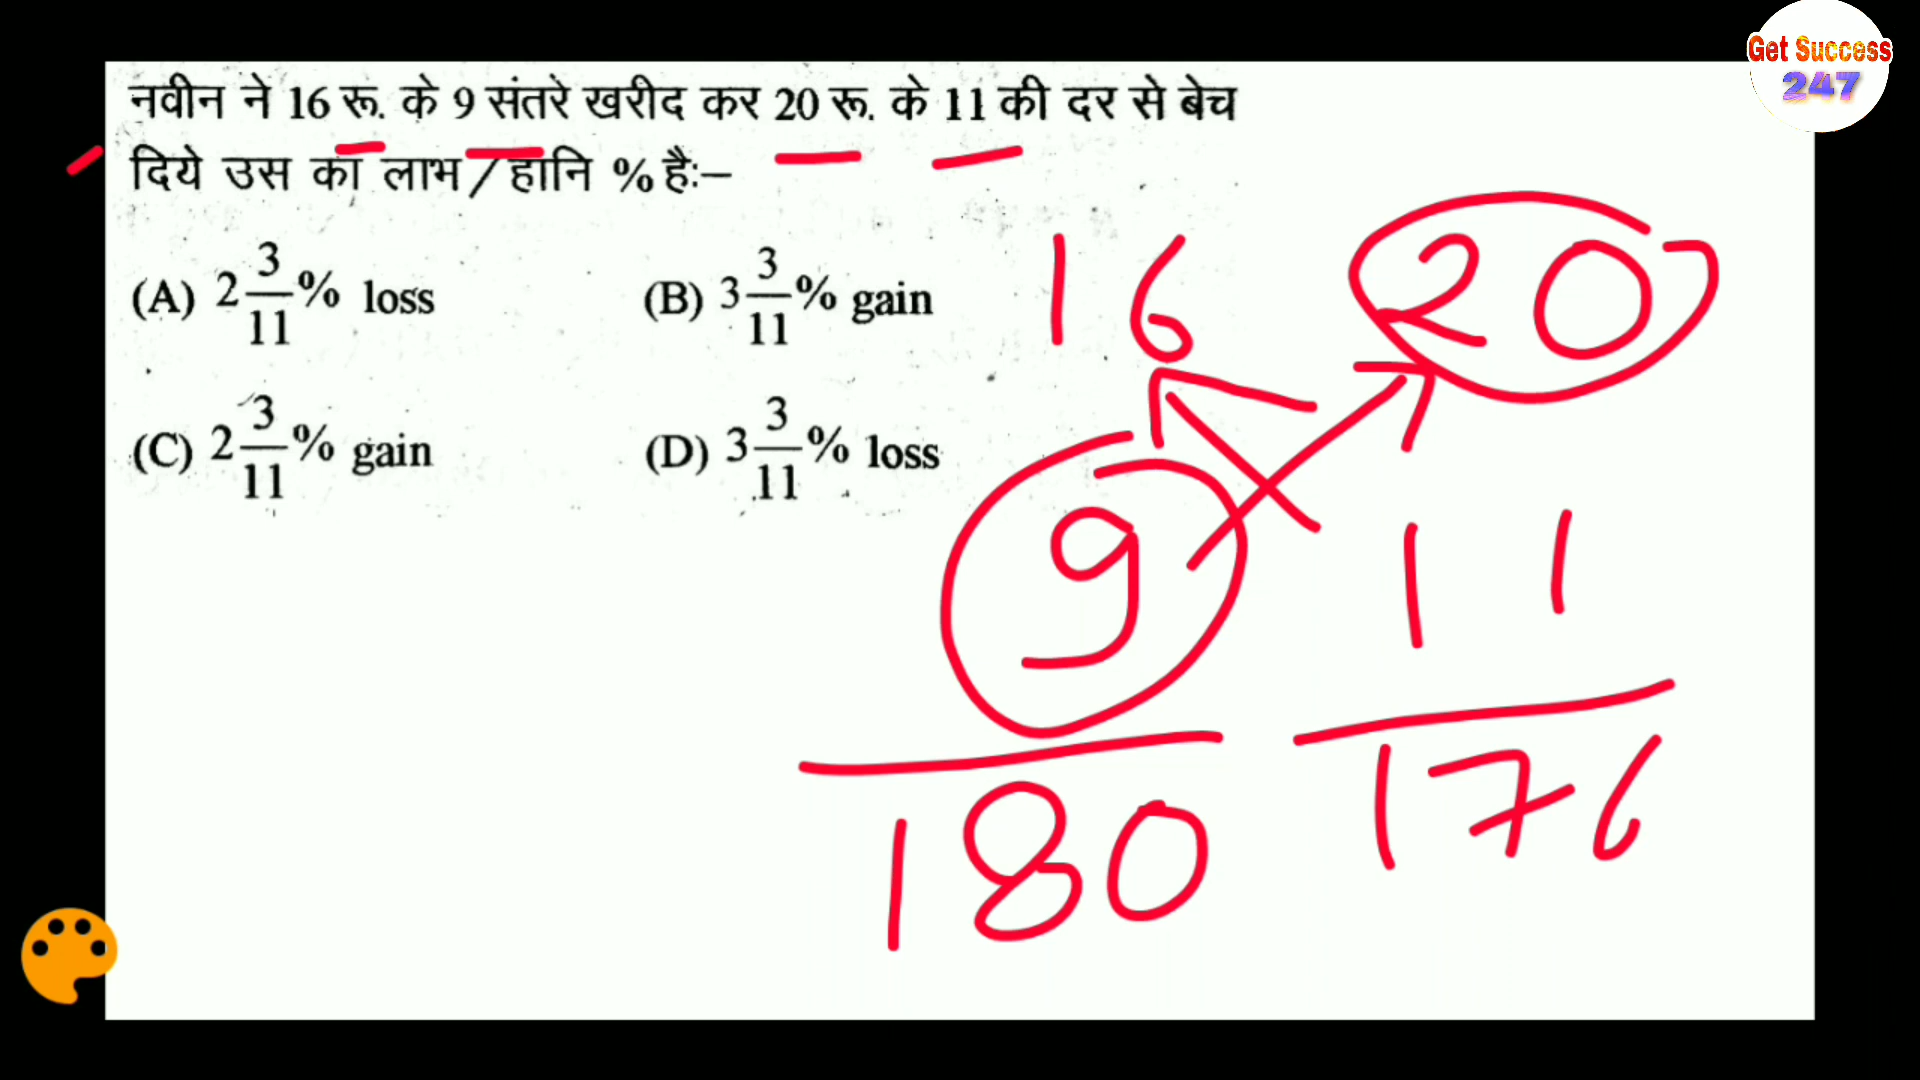 Get Success
247
नवीन ने 16 रू. के 9 संतरे खरीद कर 20 रू. के 11 की दर से बेच
दिये उस का लाभ/हानि % है:–
(A) 2 3/11 % loss (B) 3 3/11 % gain
(C) 2 3/11 % gain (D) 3 3/11 % loss
16 20
9 11
180 176